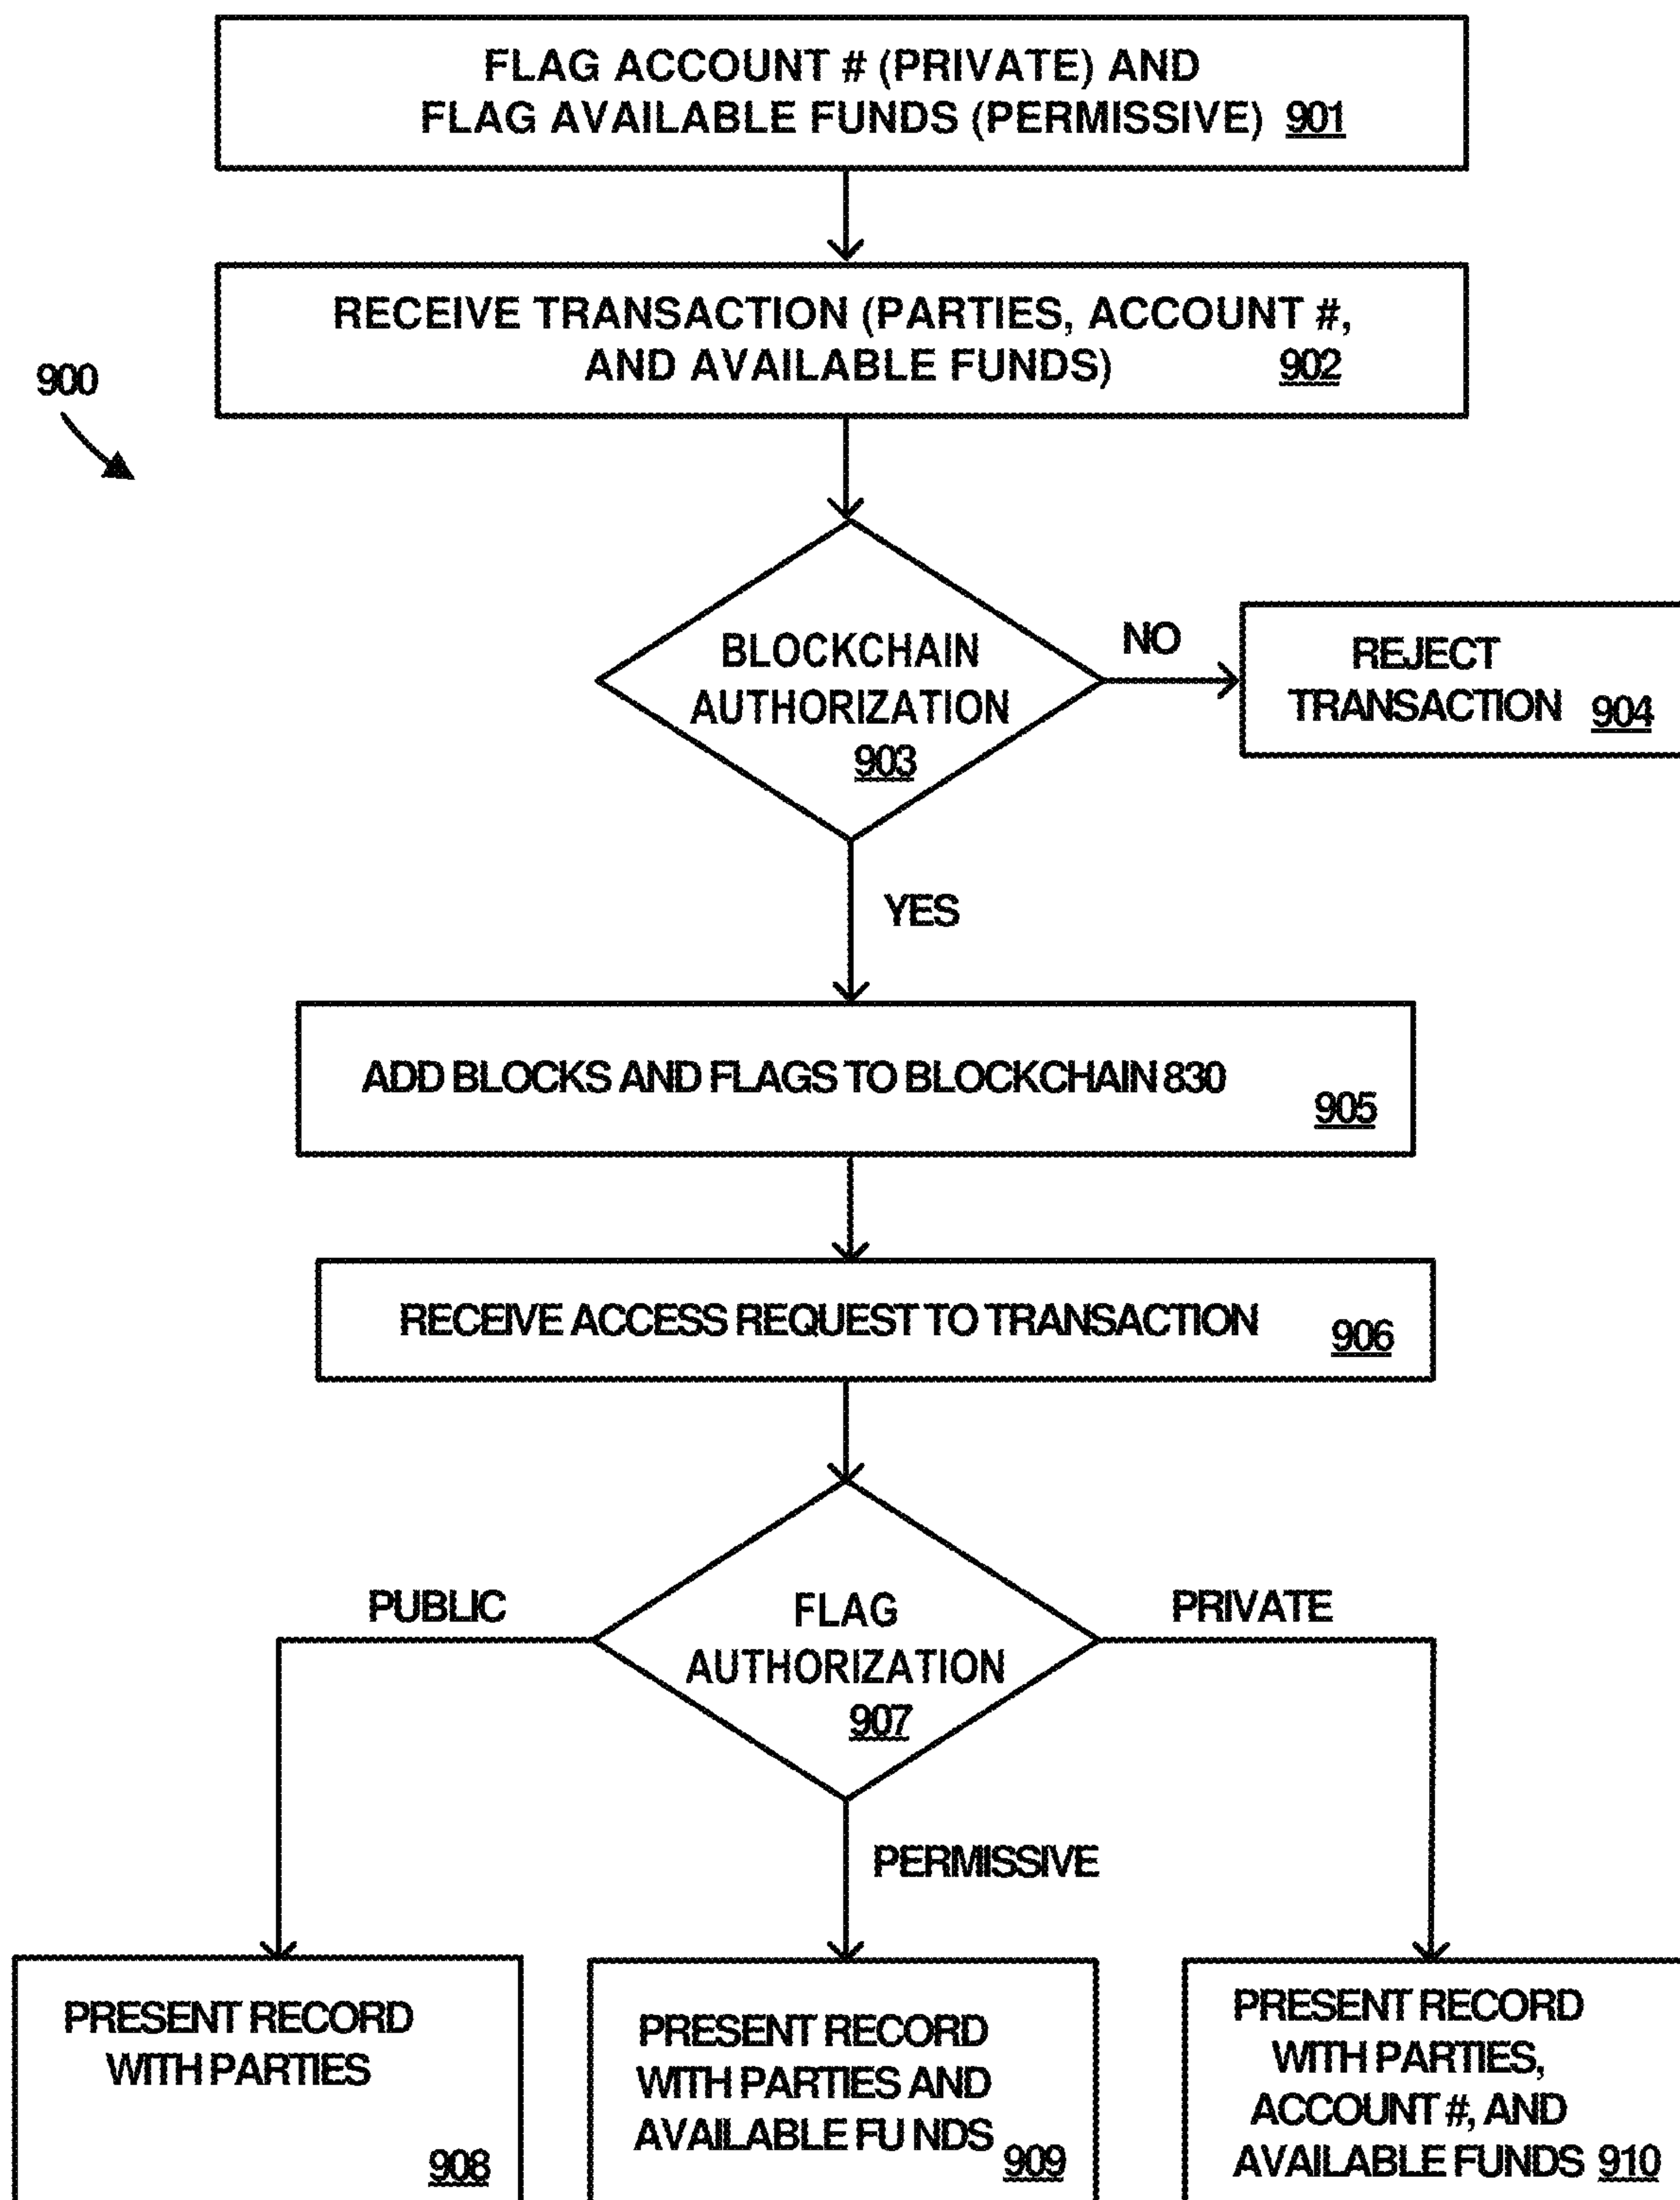 FLAG ACCOUNT # (PRIVATE) AND
FLAG AVAILABLE FUNDS (PERMISSIVE) 901
RECEIVE TRANSACTION (PARTIES, ACCOUNT #,
AND AVAILABLE FUNDS) 902
900
BLOCKCHAIN
AUTHORIZATION
903
NO
REJECT
TRANSACTION 904
YES
ADD BLOCKS AND FLAGS TO BLOCKCHAIN 830
905
RECEIVE ACCESS REQUEST TO TRANSACTION
906
PUBLIC
FLAG
AUTHORIZATION
907
PRIVATE
PERMISSIVE
PRESENT RECORD
WITH PARTIES
908
PRESENT RECORD
WITH PARTIES AND
AVAILABLE FU NDS 909
PRESENT RECORD
WITH PARTIES,
ACCOUNT #, AND
AVAILABLE FUNDS 910